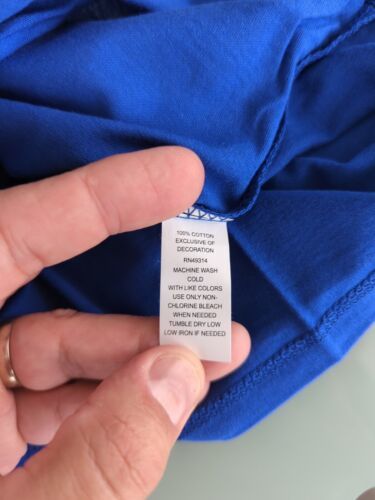 100% COTTON
EXCLUSIVE OF
DECORATION
RN49314
MACHINE WASH
COLD
WITH LIKE COLORS
USE ONLY NON-
CHLORINE BLEACH
WHEN NEEDED
TUMBLE DRY LOW
LOW IRON IF NEEDED